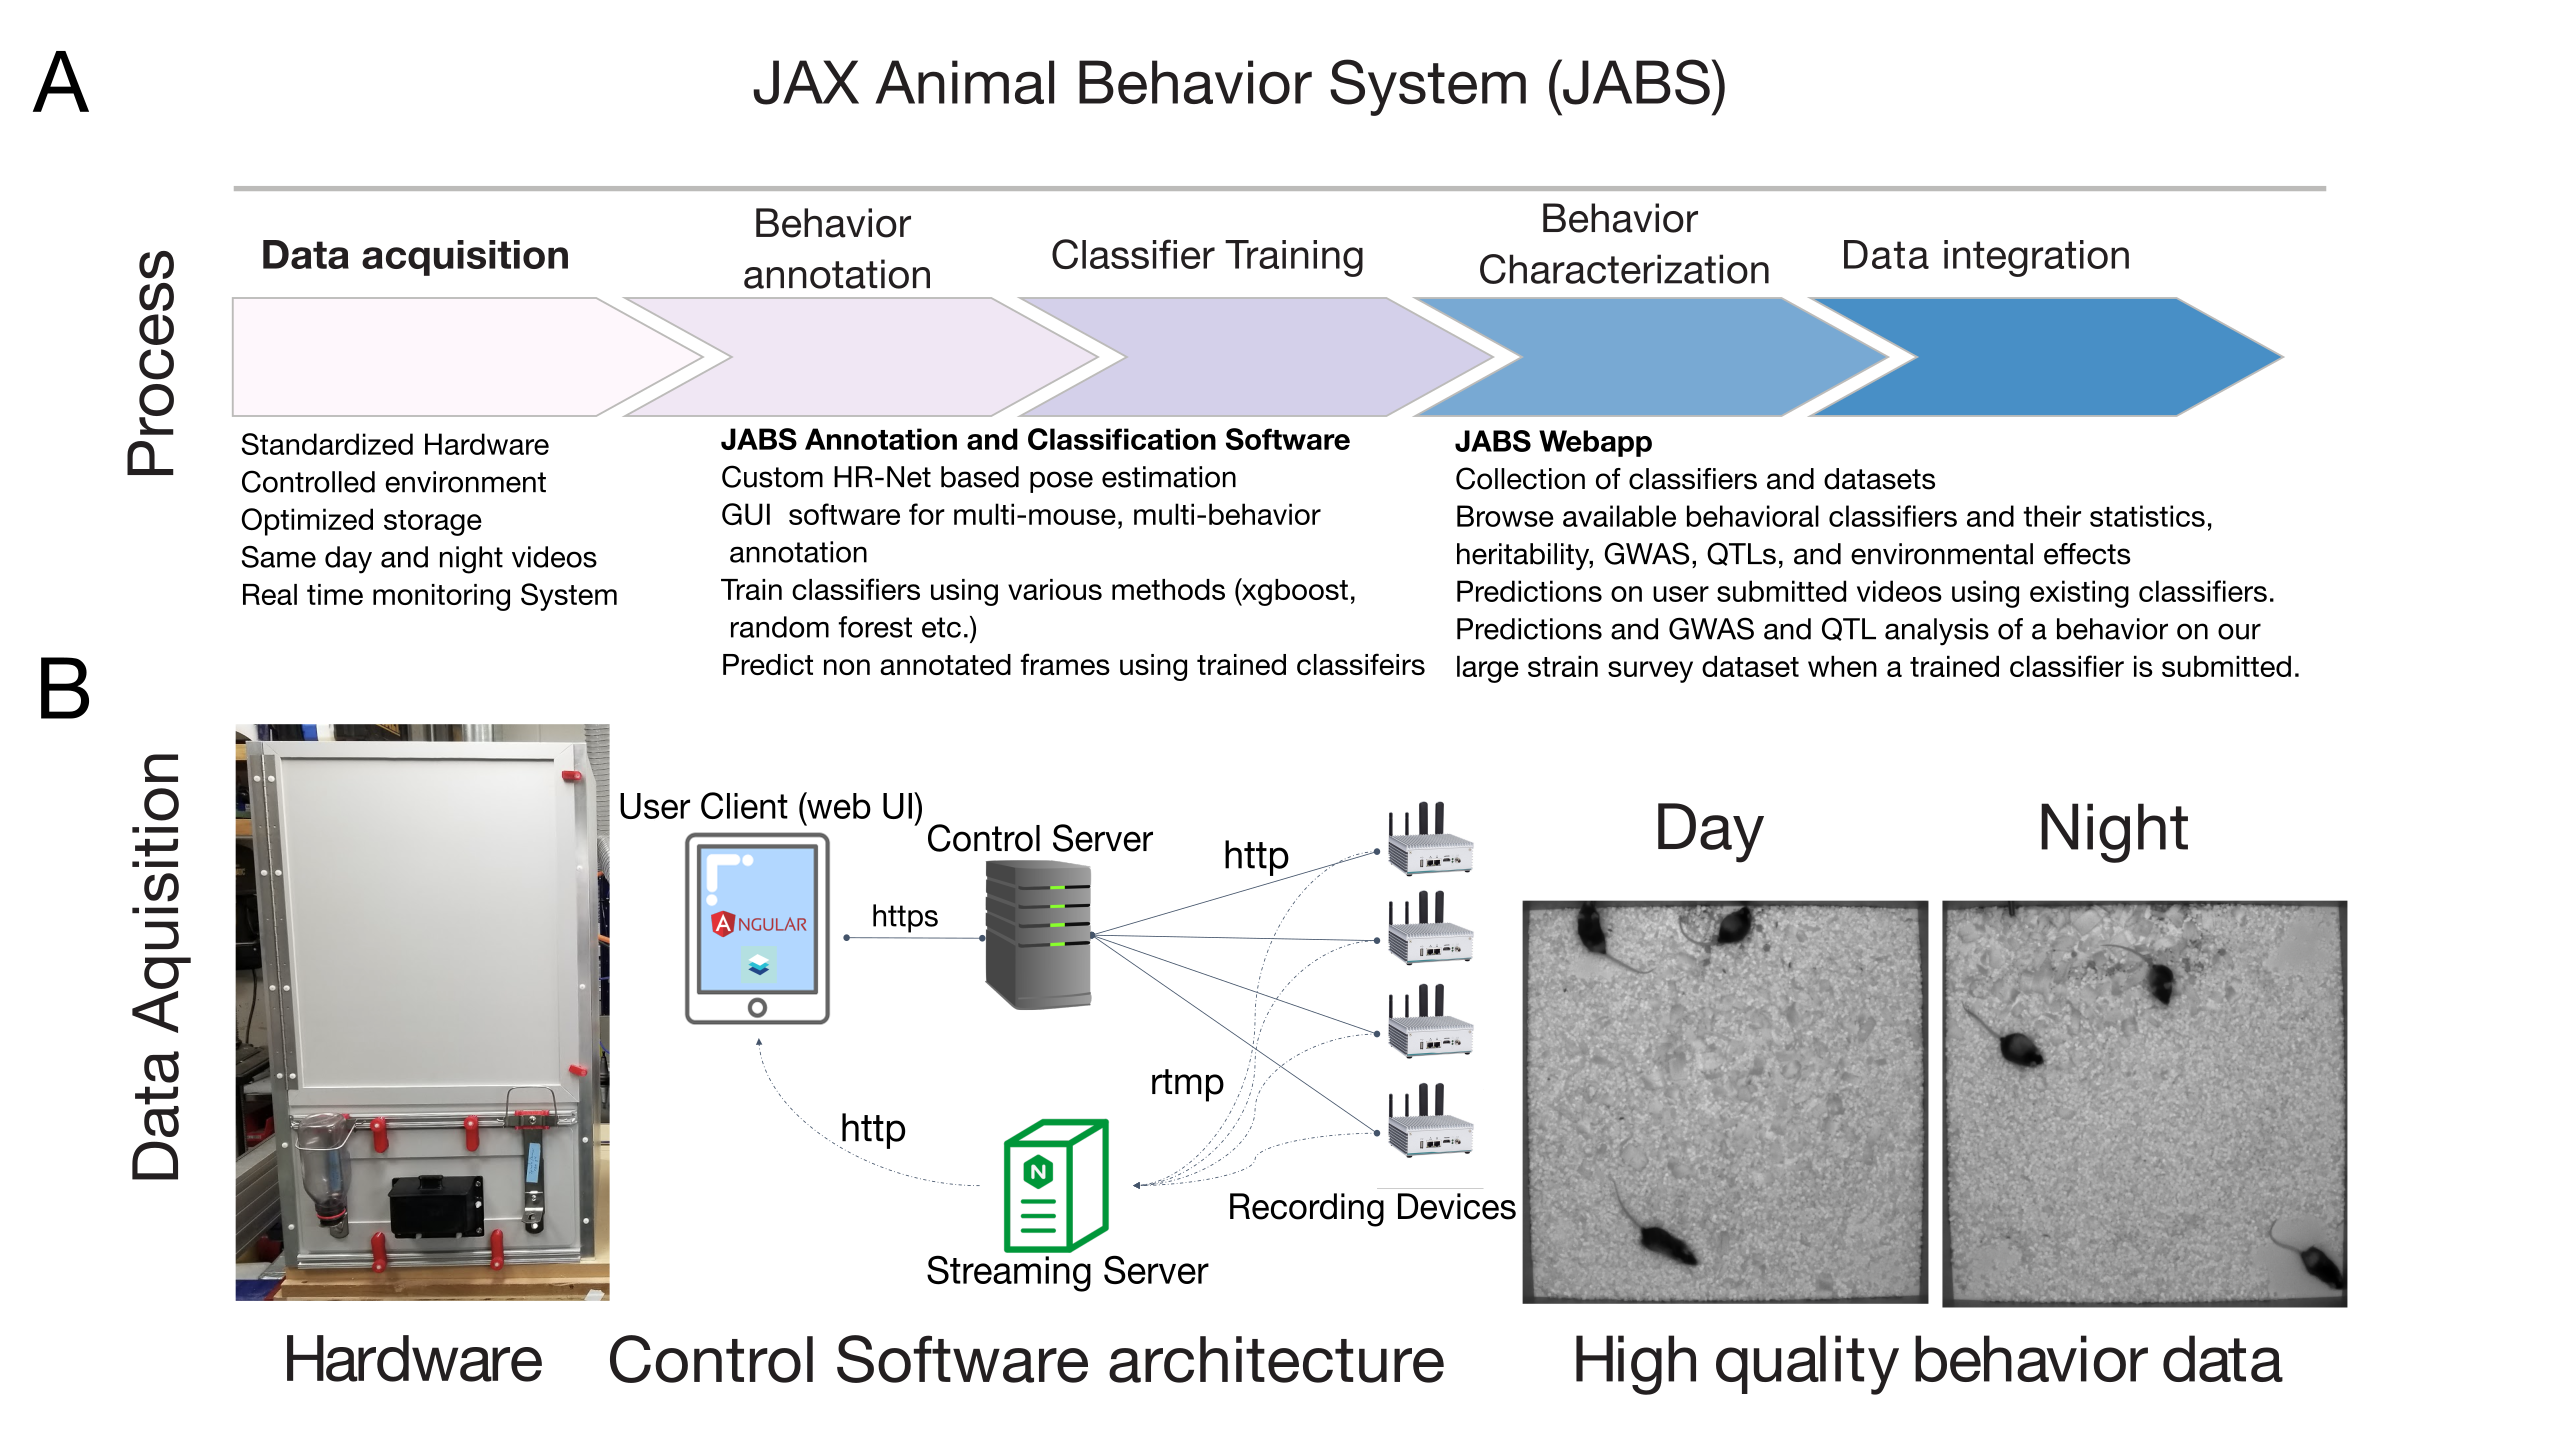 A
JAX Animal Behavior System (JABS)
Process
Data acquisition
Behavior
annotation
Classifier Training
Behavior
Characterization
Data integration
Standardized Hardware
Controlled environment
Optimized storage
Same day and night videos
Real time monitoring System
JABS Annotation and Classification Software
Custom HR-Net based pose estimation
GUI software for multi-mouse, multi-behavior
annotation
Train classifiers using various methods (xgboost,
random forest etc.)
Predict non annotated frames using trained classifeirs
JABS Webapp
Collection of classifiers and datasets
Browse available behavioral classifiers and their statistics,
heritability, GWAS, QTLs, and environmental effects
Predictions on user submitted videos using existing classifiers.
Predictions and GWAS and QTL analysis of a behavior on our
large strain survey dataset when a trained classifier is submitted.
B
Data Aquisition
User Client (web UI)
ANGULAR
https
Control Server
http
rtmp
http
N
Streaming Server
Recording Devices
Day
Night
Hardware
Control Software architecture
High quality behavior data